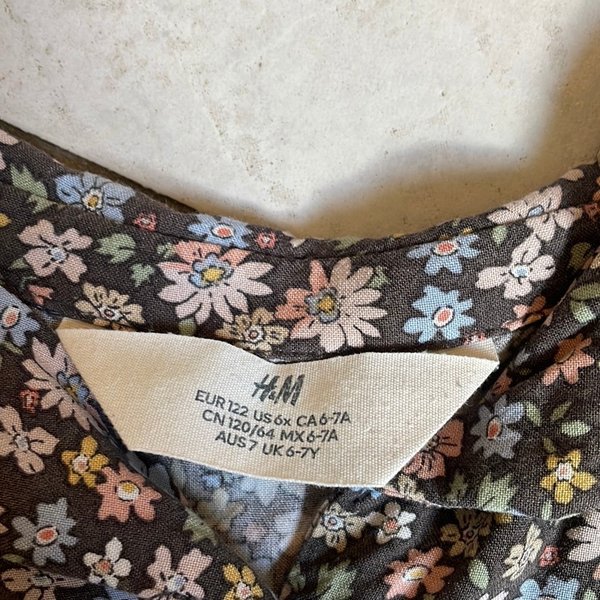 H&M
EUR 122 US 6x CA 6-7A
CN 120/64 MX 6-7A
AUS 7 UK 6-7Y